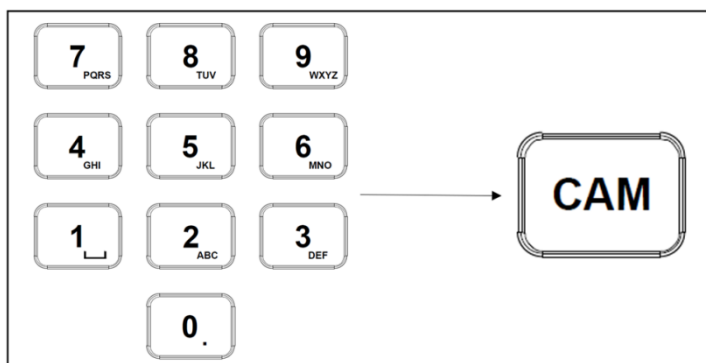 7 PQRS 8 TUV 9 WXYZ
4 GHI 5 JKL 6 MNO
CAM
1 2 ABC 3 DEF
0 .